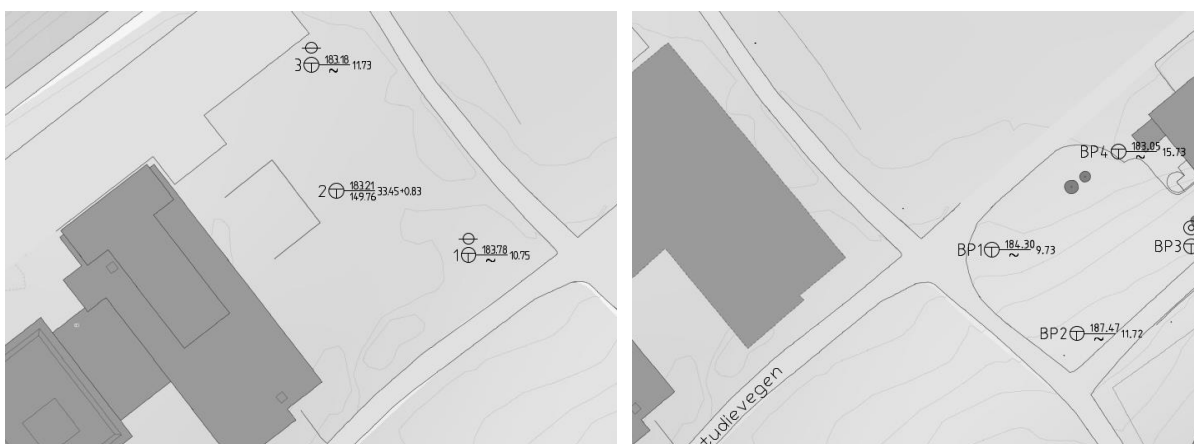 3 183.18 11.73
~
2 183.21 33.45+0.83
149.76
1 183.78 10.75
~
BP4 183.05 15.73
~
BP1 184.30 9.73
~
BP3
BP2 187.47 11.72
~
tudievegen